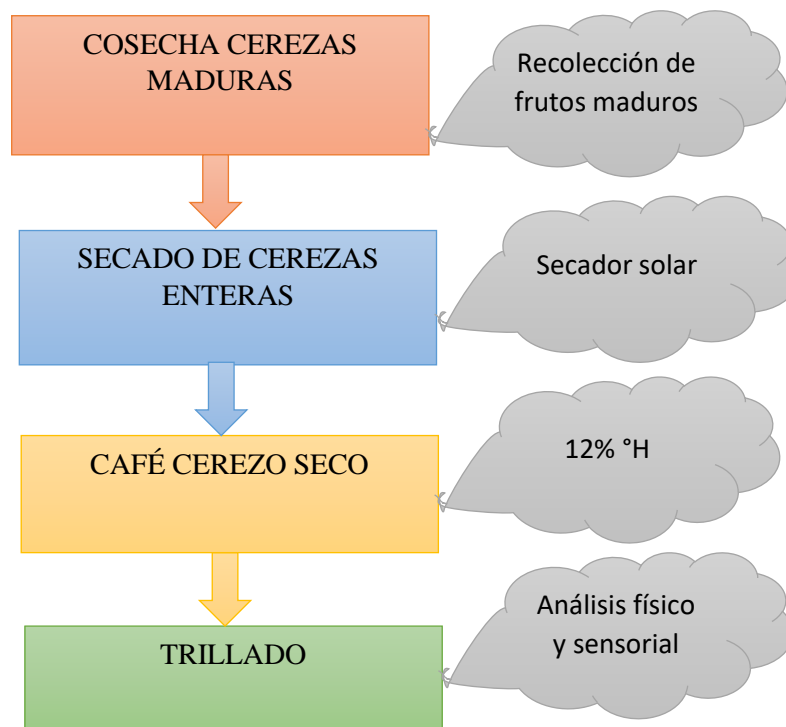 COSECHA CEREZAS
MADURAS
Recolección de
frutos maduros
SECADO DE CEREZAS
ENTERAS
Secador solar
CAFÉ CEREZO SECO
12% °H
TRILLADO
Análisis físico
y sensorial